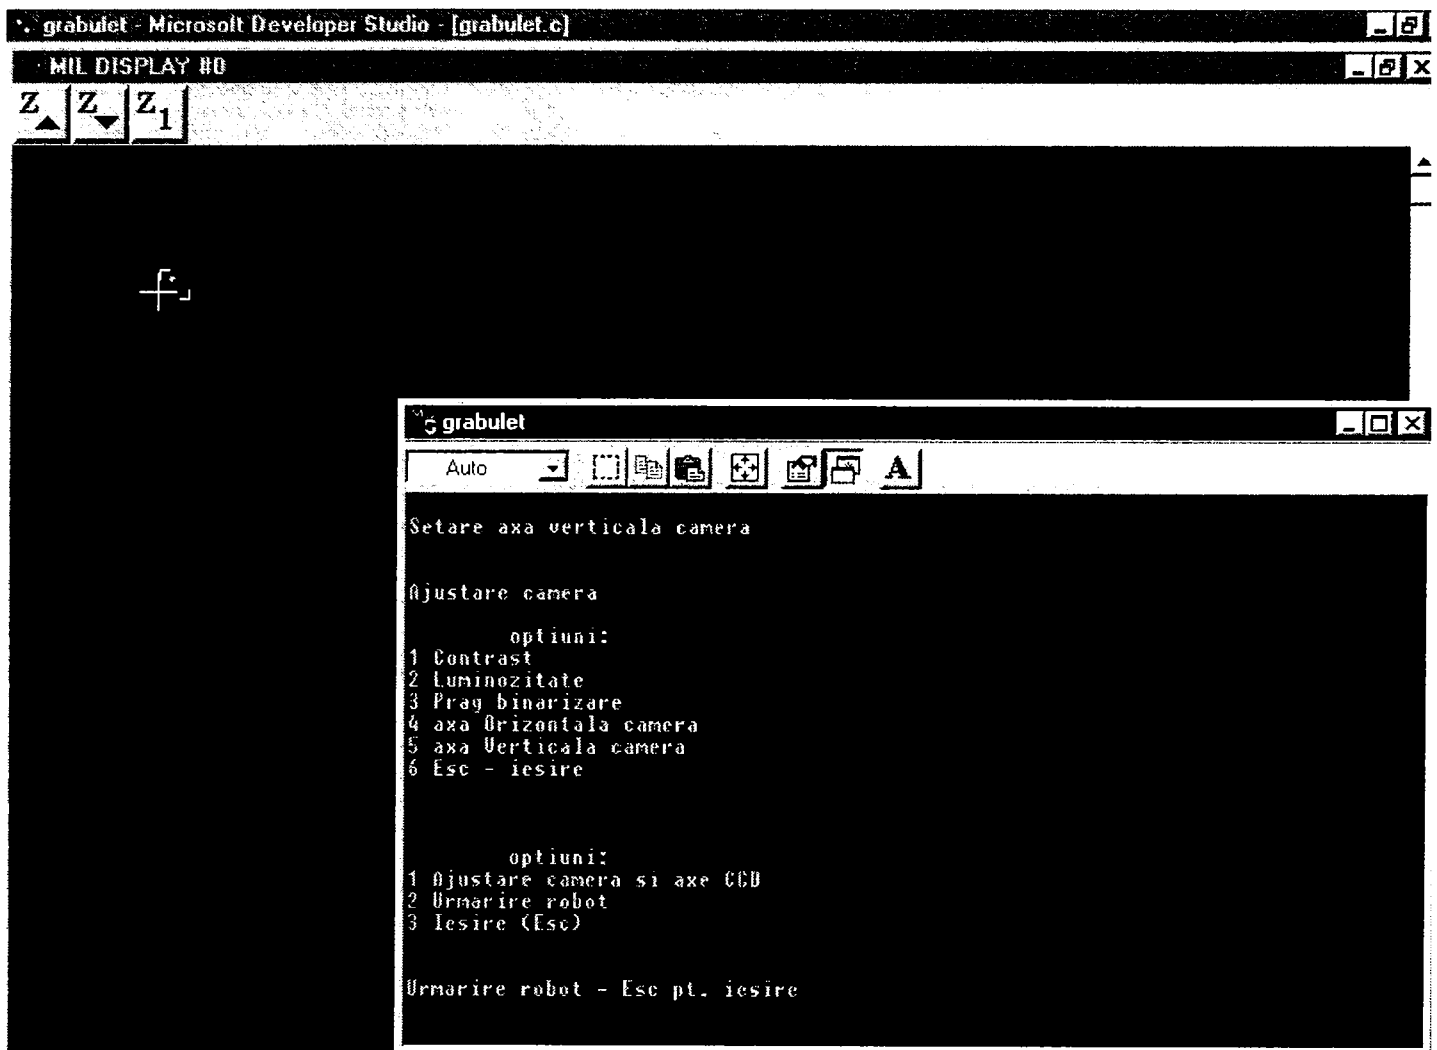 grabulet - Microsoft Developer Studio - [grabulet.c]
MIL DISPLAY #0
Z Z Z1
grabulet
Auto
A
Setare axa verticala camera
Ajustare camera
optiuni:
1 Contrast
2 Luminozitate
3 Prag binarizare
4 axa Orizontala camera
5 axa Verticala camera
6 Esc - iesire
optiuni:
1 Ajustare camera si axe CCD
2 Urmarire robot
3 Iesire (Esc)
Urmarire robot - Esc pt. iesire